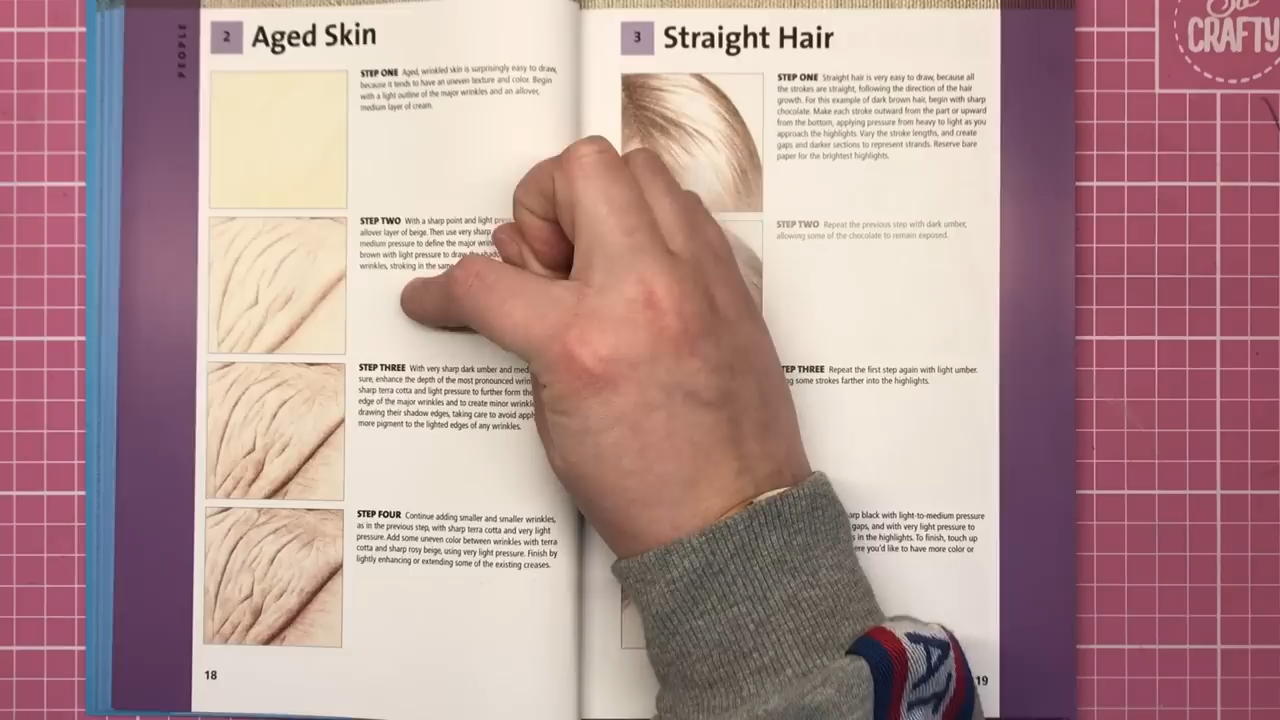 PEOPLE
2 Aged Skin
STEP ONE Aged, wrinkled skin is surprisingly easy to draw,
because it tends to have an uneven texture and color. Begin
with a light outline of the major wrinkles and an allover,
medium layer of cream.
STEP TWO With a sharp point and light
allover layer of beige. Then use very sharp
medium pressure to define the major
brown with light pressure to draw the
wrinkles, stroking in the
STEP THREE With very sharp dark umber and
sure, enhance the depth of the most pronounced
sharp terra cotta and light pressure to further form the
edge of the major wrinkles and to create minor
drawing their shadow edges, taking care to avoid
more pigment to the lighted edges of any wrinkles.
STEP FOUR Continue adding smaller and smaller wrinkles,
as in the previous step, with sharp terra cotta and very light
pressure. Add some uneven color between wrinkles with terra
cotta and sharp rosy beige, using very light pressure. Finish by
lightly enhancing or extending some of the existing creases.
18
3 Straight Hair
STEP ONE Straight hair is very easy to draw, because all
the strokes are straight, following the direction of the hair
growth. For this example of dark brown hair, begin with sharp
chocolate. Make each stroke outward from the part or upward
from the bottom, applying pressure from heavy to light as you
approach the highlights. Vary the stroke lengths, and create
gaps and darker sections to represent strands. Reserve bare
paper for the brightest highlights.
STEP TWO Repeat the previous step with dark umber,
allowing some of the chocolate to remain exposed.
THREE Repeat the first step again with light umber.
some strokes farther into the highlights.
black with light-to-medium pressure
gaps, and with very light pressure to
in the highlights. To finish, touch up
you'd like to have more color or
19
CRAFTY